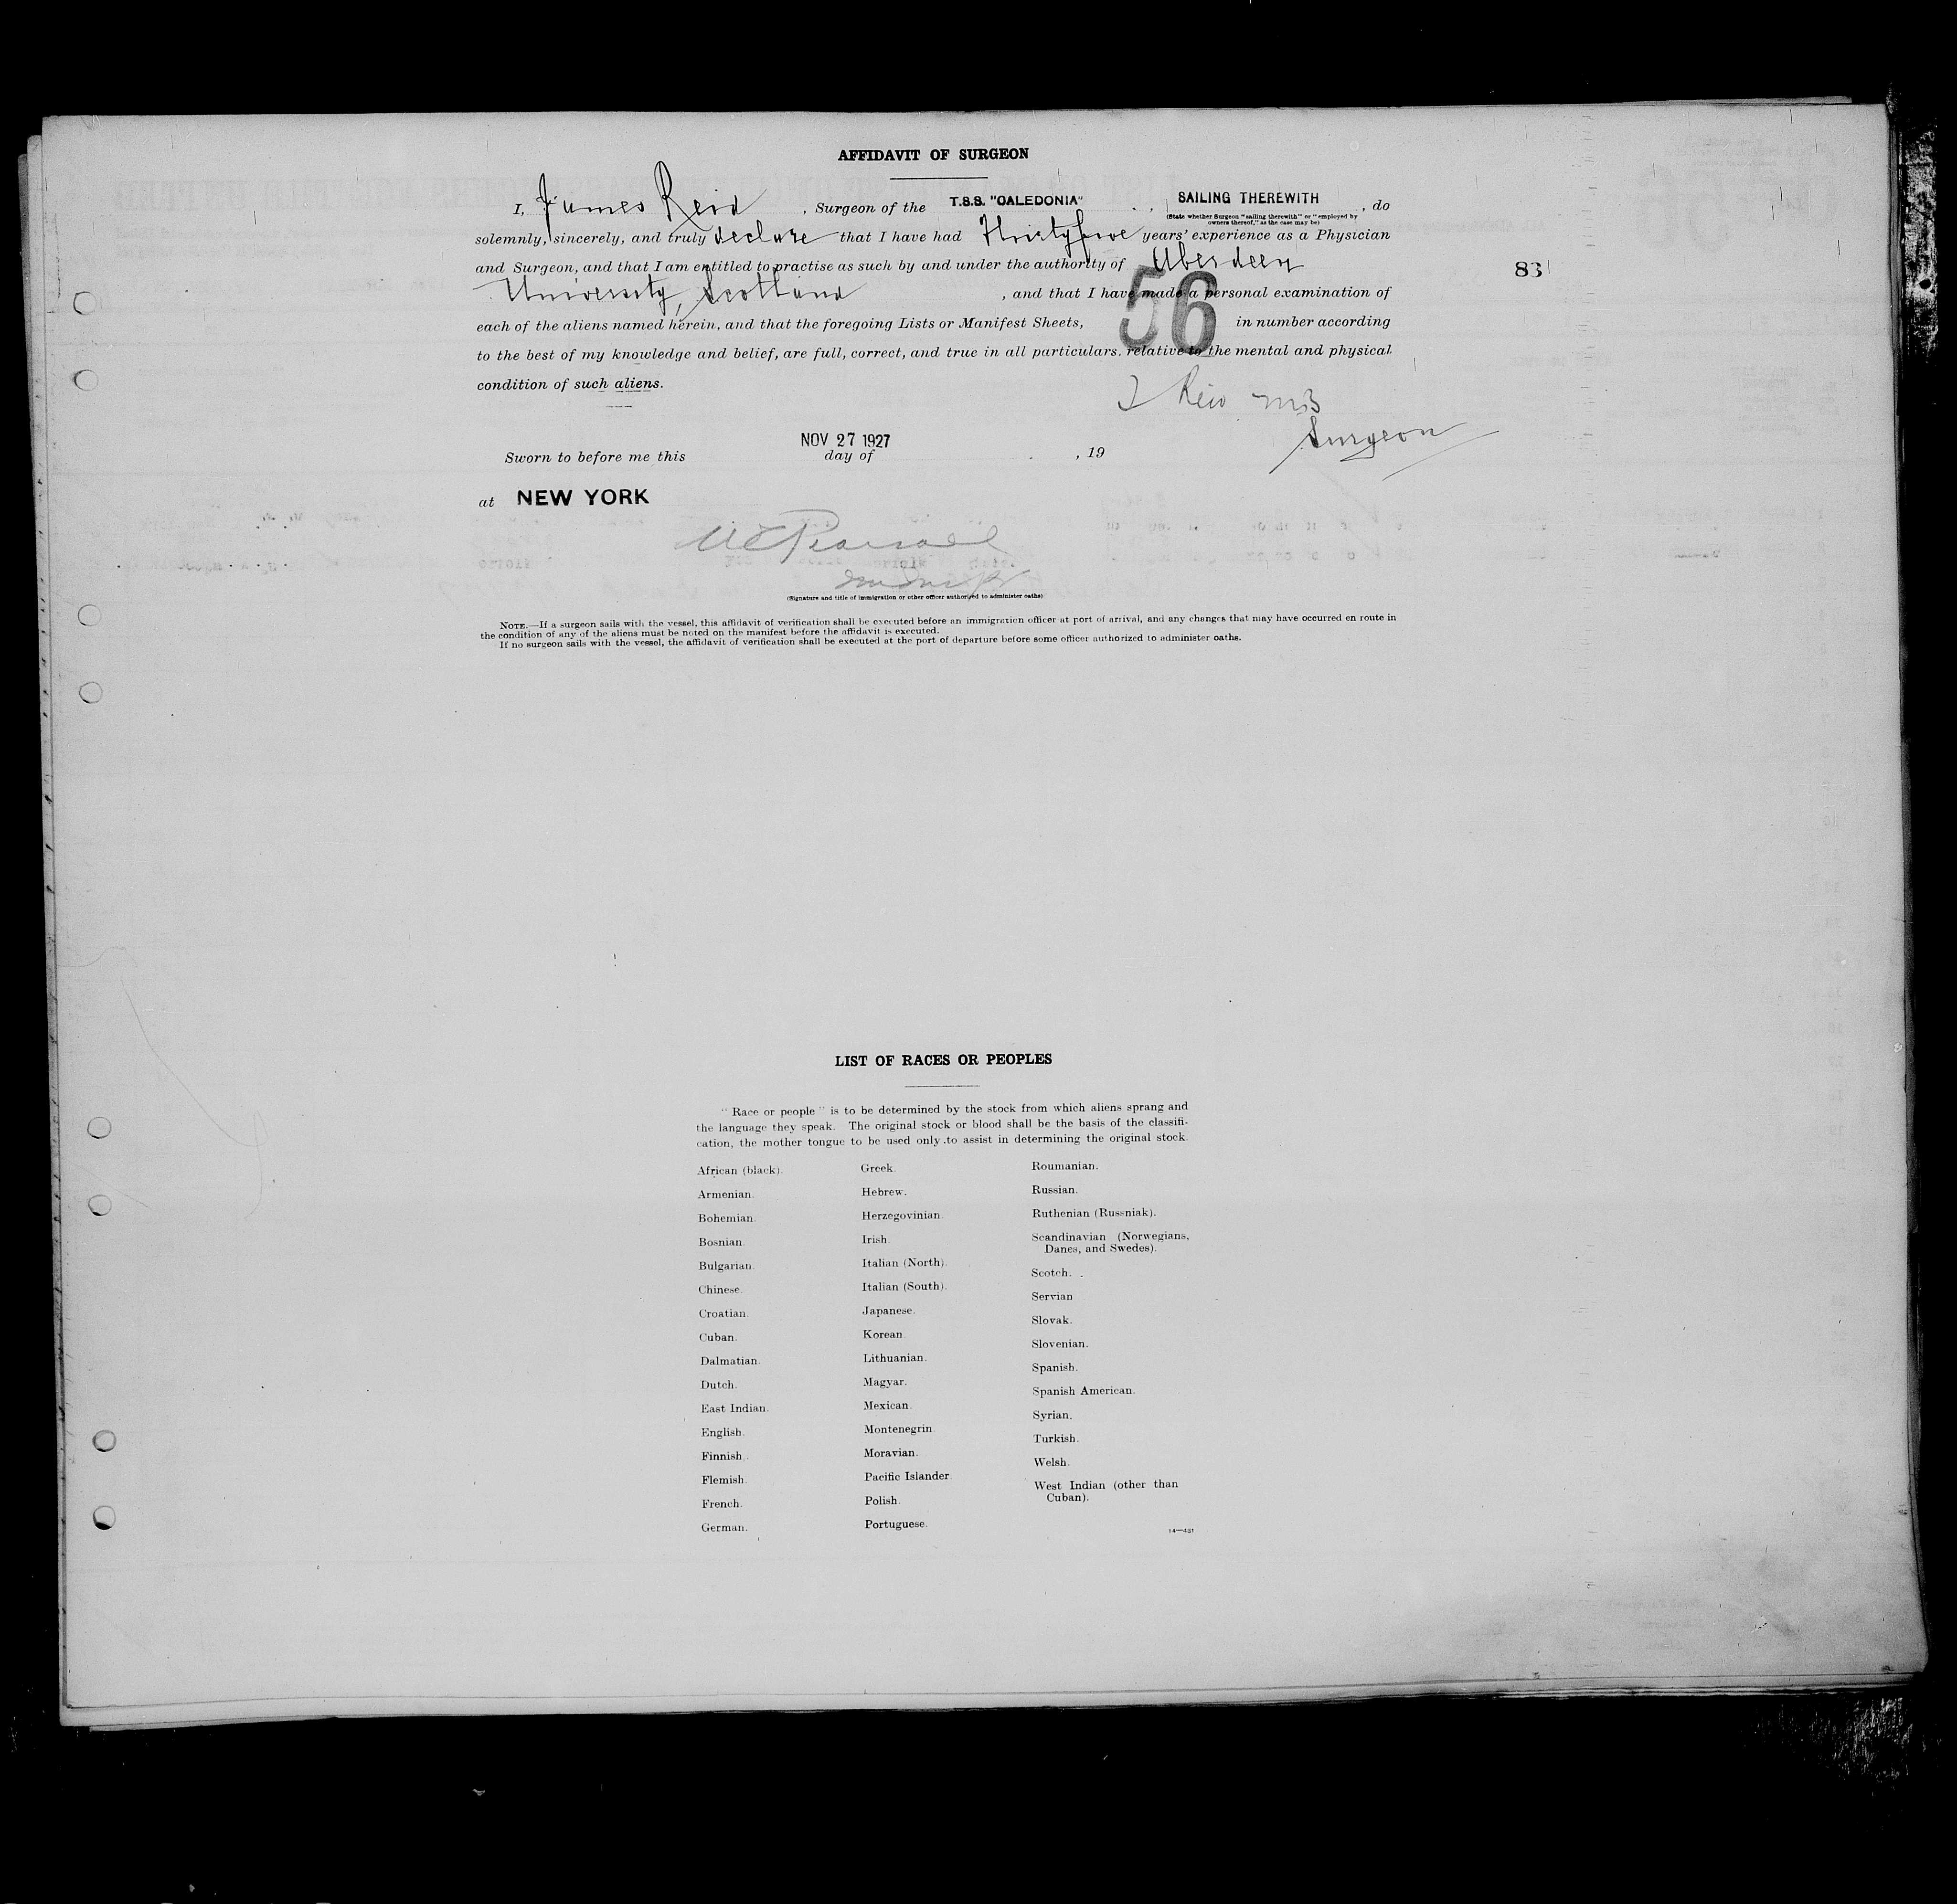 AFFIDAVIT OF SURGEON
I, James Reid, Surgeon of the T.S.S. "CALEDONIA" , SAILING THEREWITH, do
(State whether Surgeon "sailing therewith" or "employed by
owners thereof," as the case may be)
solemnly, sincerely, and truly declare that I have had Thirtyfive years' experience as a Physician
and Surgeon, and that I am entitled to practise as such by and under the authority of Aberdeen
83
University, Scotland, and that I have made a personal examination of
each of the aliens named herein, and that the foregoing Lists or Manifest Sheets, 56 in number according
to the best of my knowledge and belief, are full, correct, and true in all particulars. relative to the mental and physical
condition of such aliens.
J Reid MB
Surgeon
NOV 27 1927
Sworn to before me this day of , 19
at NEW YORK
(Signature and title of immigration or other officer authorized to administer oaths)
NOTE.—If a surgeon sails with the vessel, this affidavit of verification shall be executed before an immigration officer at port of arrival, and any changes that may have occurred en route in
the condition of any of the aliens must be noted on the manifest before the affidavit is executed.
If no surgeon sails with the vessel, the affidavit of verification shall be executed at the port of departure before some officer authorized to administer oaths.
LIST OF RACES OR PEOPLES
"Race or people" is to be determined by the stock from which aliens sprang and
the language they speak. The original stock or blood shall be the basis of the classifi-
cation, the mother tongue to be used only to assist in determining the original stock.
African (black).
Armenian.
Bohemian.
Bosnian.
Bulgarian.
Chinese.
Croatian.
Cuban.
Dalmatian.
Dutch.
East Indian.
English.
Finnish.
Flemish.
French.
German.
Greek.
Hebrew.
Herzegovinian.
Irish.
Italian (North).
Italian (South).
Japanese.
Korean.
Lithuanian.
Magyar.
Mexican.
Montenegrin.
Moravian.
Pacific Islander.
Polish.
Portuguese.
Roumanian.
Russian.
Ruthenian (Russniak).
Scandinavian (Norwegians,
Danes, and Swedes).
Scotch.
Servian
Slovak.
Slovenian.
Spanish.
Spanish American.
Syrian.
Turkish.
Welsh.
West Indian (other than
Cuban).
14—431